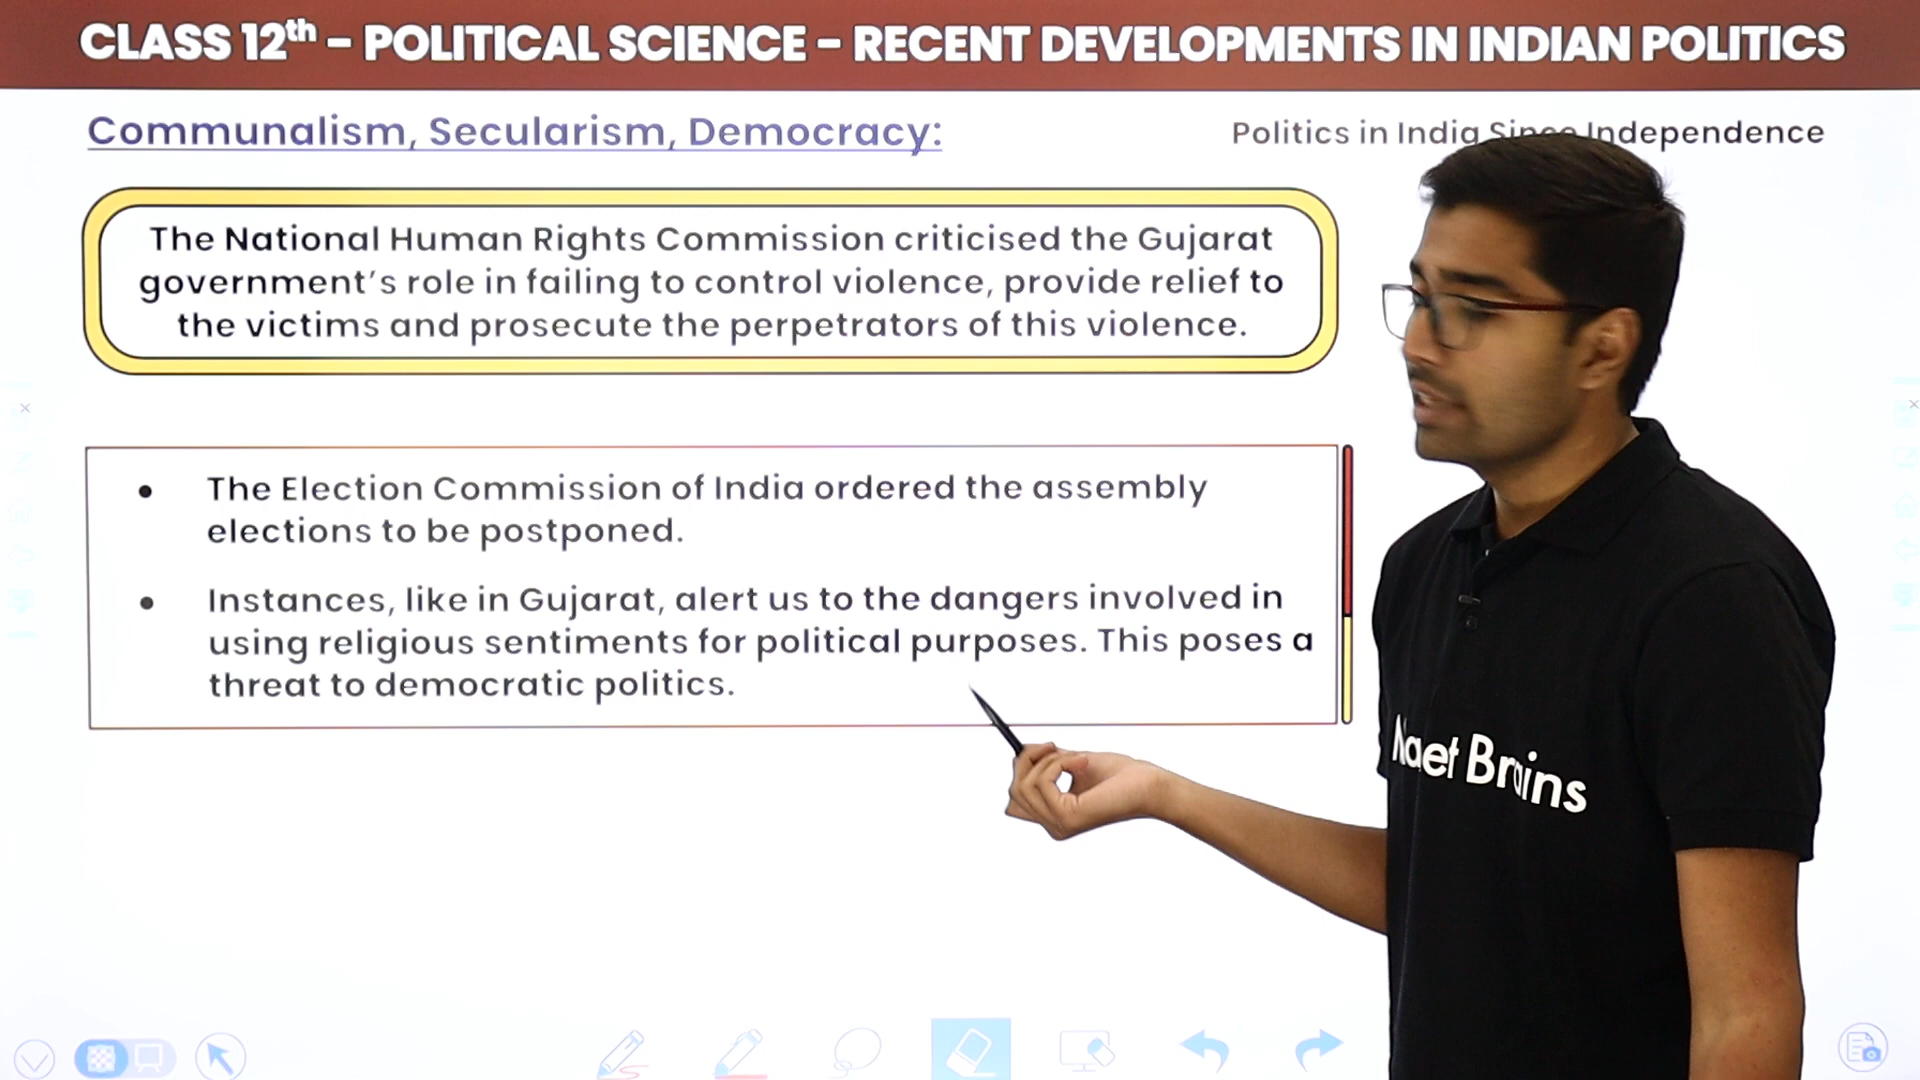 CLASS 12th – POLITICAL SCIENCE – RECENT DEVELOPMENTS IN INDIAN POLITICS
Communalism, Secularism, Democracy:
Politics in India Since Independence
The National Human Rights Commission criticised the Gujarat
government's role in failing to control violence, provide relief to
the victims and prosecute the perpetrators of this violence.
• The Election Commission of India ordered the assembly
elections to be postponed.
• Instances, like in Gujarat, alert us to the dangers involved in
using religious sentiments for political purposes. This poses a
threat to democratic politics.
Magnet Brains